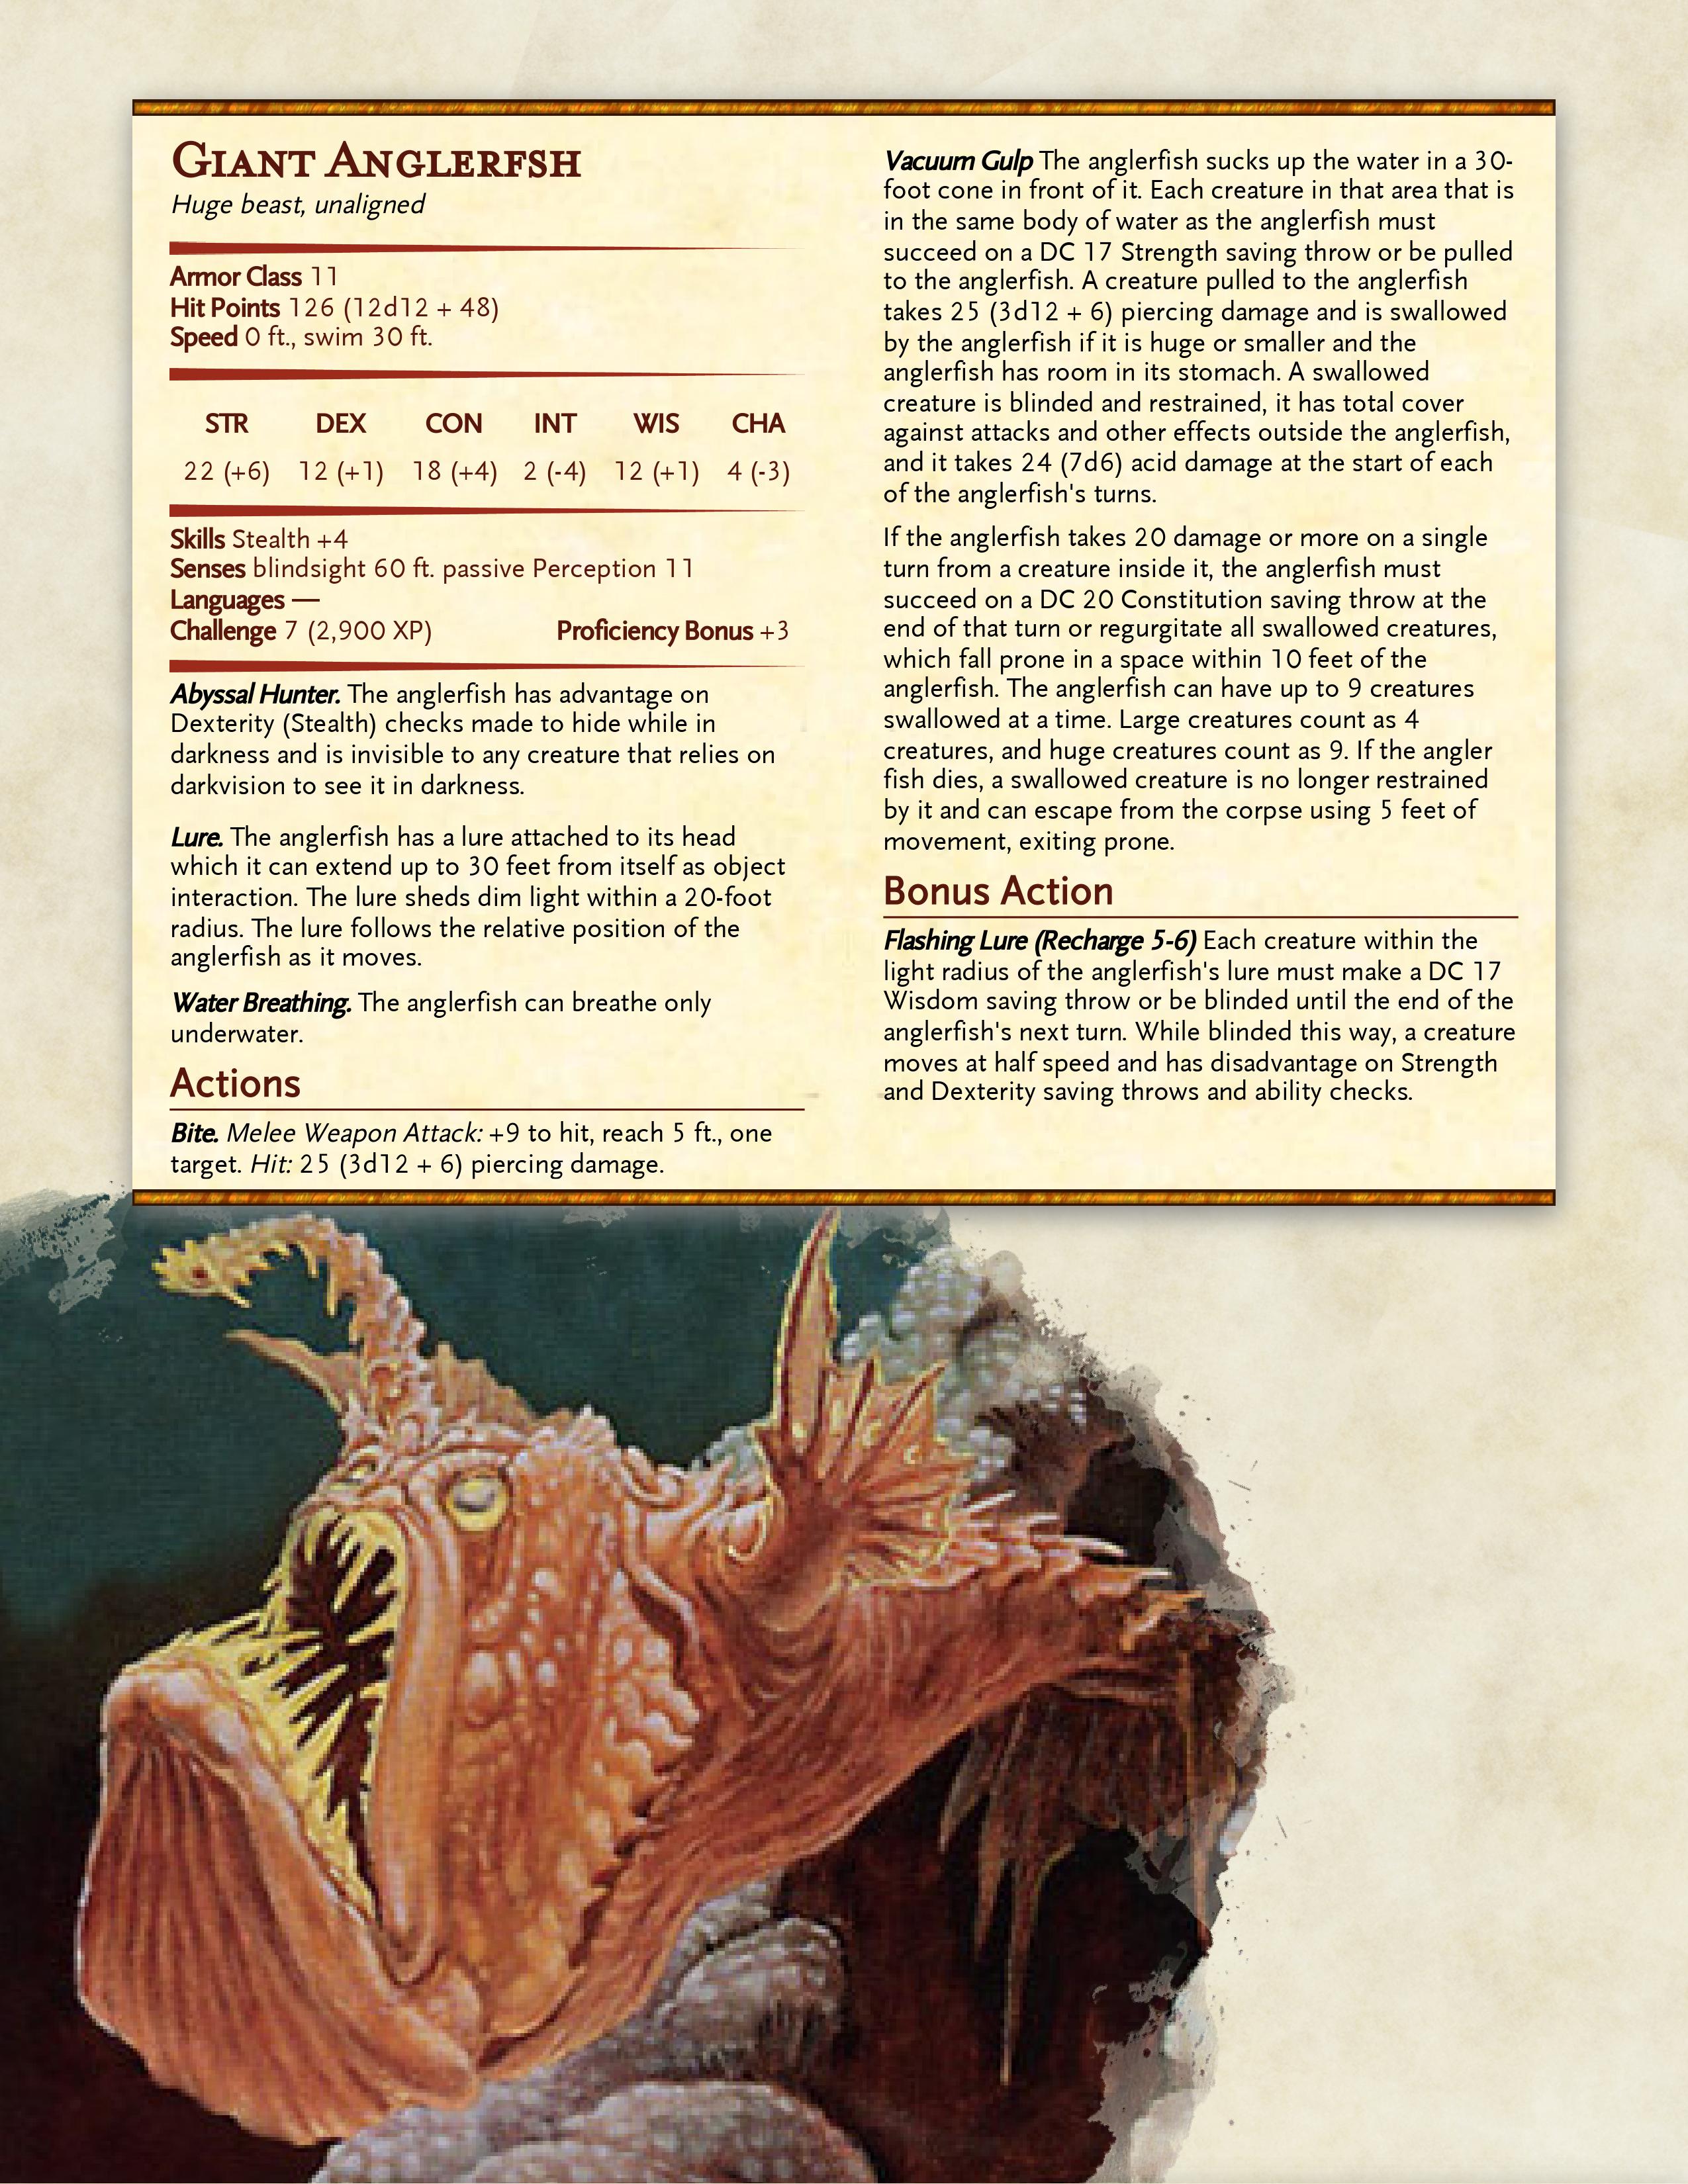 Giant Anglerfsh
Huge beast, unaligned
Armor Class 11
Hit Points 126 (12d12 + 48)
Speed 0 ft., swim 30 ft.
STR DEX CON INT WIS CHA
22 (+6) 12 (+1) 18 (+4) 2 (-4) 12 (+1) 4 (-3)
Skills Stealth +4
Senses blindsight 60 ft. passive Perception 11
Languages —
Challenge 7 (2,900 XP) Proficiency Bonus +3
Abyssal Hunter. The anglerfish has advantage on
Dexterity (Stealth) checks made to hide while in
darkness and is invisible to any creature that relies on
darkvision to see it in darkness.
Lure. The anglerfish has a lure attached to its head
which it can extend up to 30 feet from itself as object
interaction. The lure sheds dim light within a 20-foot
radius. The lure follows the relative position of the
anglerfish as it moves.
Water Breathing. The anglerfish can breathe only
underwater.
Actions
Bite. Melee Weapon Attack: +9 to hit, reach 5 ft., one
target. Hit: 25 (3d12 + 6) piercing damage.
Vacuum Gulp The anglerfish sucks up the water in a 30-
foot cone in front of it. Each creature in that area that is
in the same body of water as the anglerfish must
succeed on a DC 17 Strength saving throw or be pulled
to the anglerfish. A creature pulled to the anglerfish
takes 25 (3d12 + 6) piercing damage and is swallowed
by the anglerfish if it is huge or smaller and the
anglerfish has room in its stomach. A swallowed
creature is blinded and restrained, it has total cover
against attacks and other effects outside the anglerfish,
and it takes 24 (7d6) acid damage at the start of each
of the anglerfish's turns.
If the anglerfish takes 20 damage or more on a single
turn from a creature inside it, the anglerfish must
succeed on a DC 20 Constitution saving throw at the
end of that turn or regurgitate all swallowed creatures,
which fall prone in a space within 10 feet of the
anglerfish. The anglerfish can have up to 9 creatures
swallowed at a time. Large creatures count as 4
creatures, and huge creatures count as 9. If the angler
fish dies, a swallowed creature is no longer restrained
by it and can escape from the corpse using 5 feet of
movement, exiting prone.
Bonus Action
Flashing Lure (Recharge 5-6) Each creature within the
light radius of the anglerfish's lure must make a DC 17
Wisdom saving throw or be blinded until the end of the
anglerfish's next turn. While blinded this way, a creature
moves at half speed and has disadvantage on Strength
and Dexterity saving throws and ability checks.